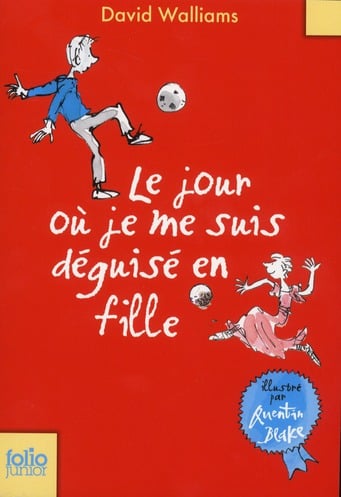 David Walliams
Le jour
où je me suis
déguisé en
fille
illustré
par
Quentin
Blake
folio
junior